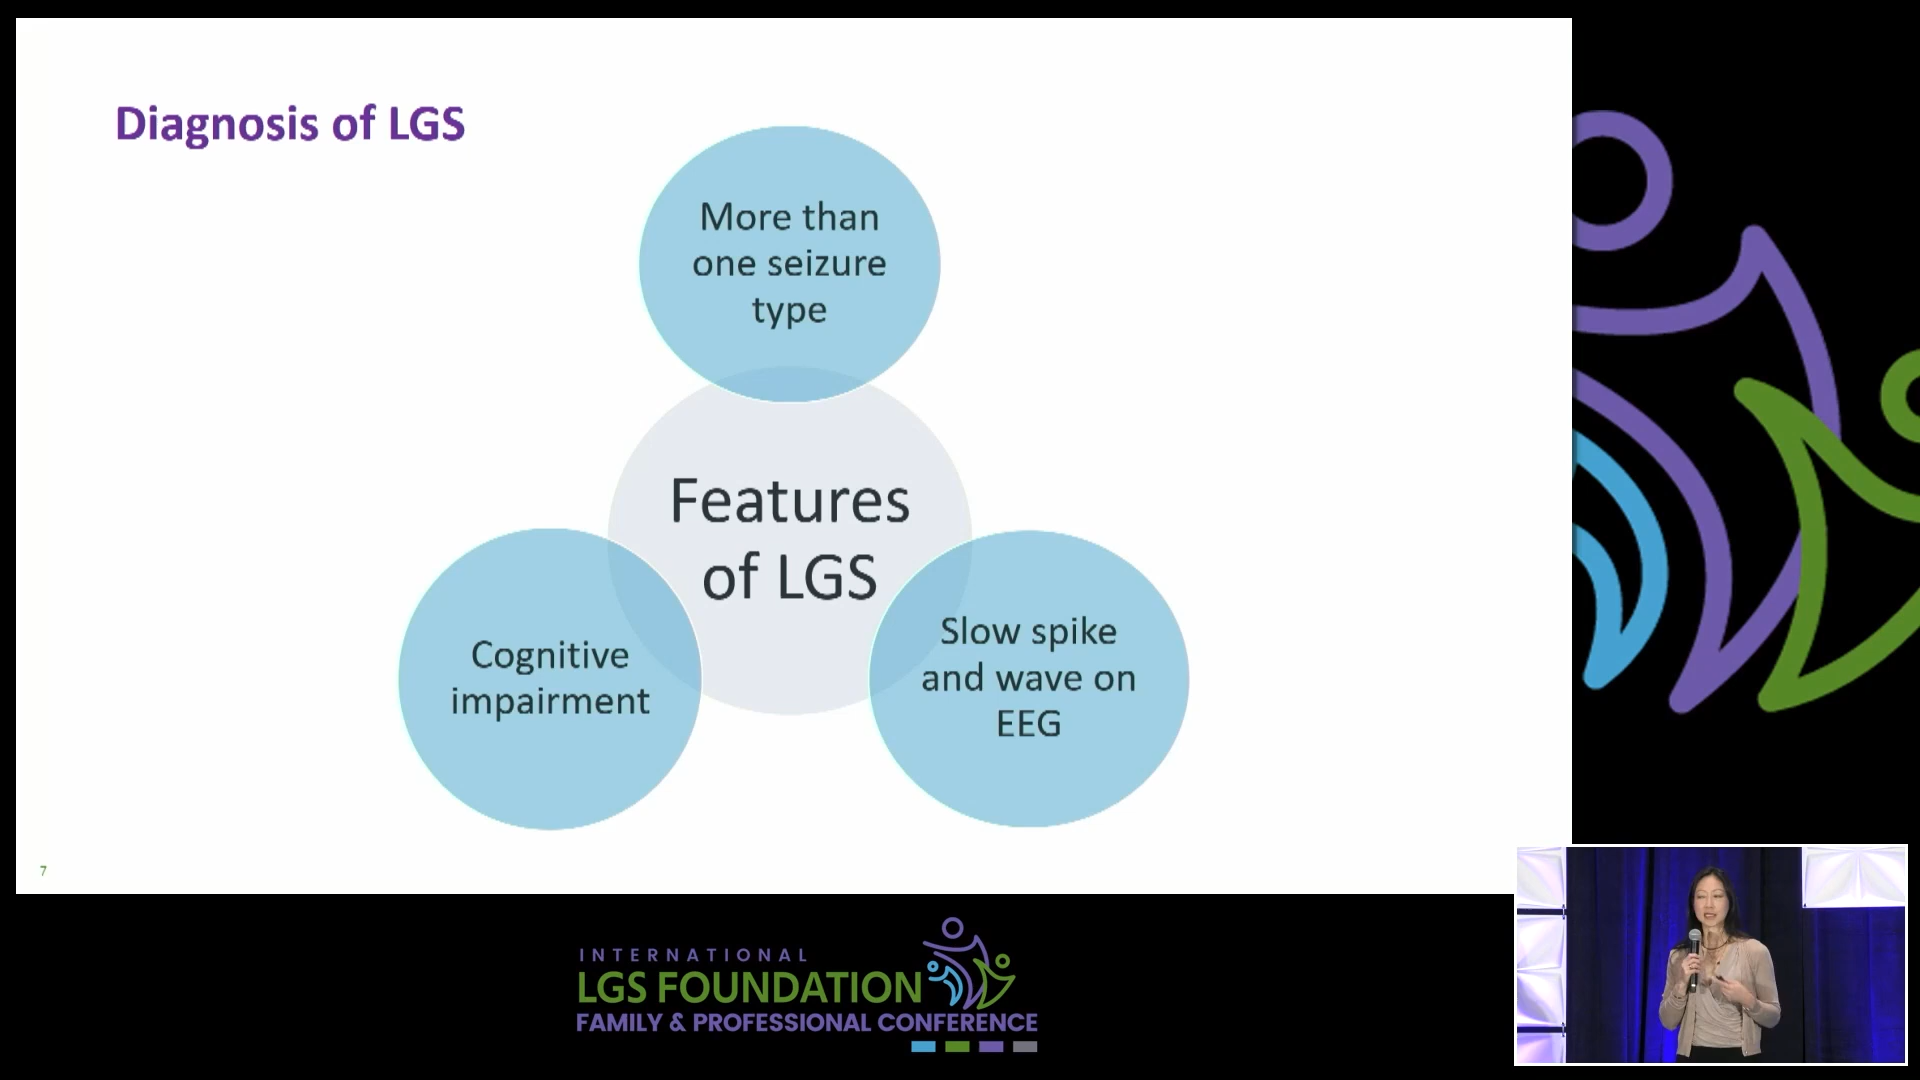 Diagnosis of LGS
More than
one seizure
type
Features
of LGS
Cognitive
impairment
Slow spike
and wave on
EEG
7
INTERNATIONAL
LGS FOUNDATION
FAMILY & PROFESSIONAL CONFERENCE